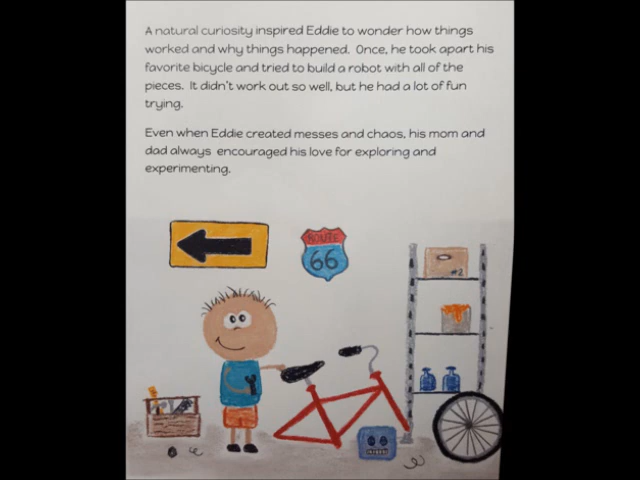 A natural curiosity inspired Eddie to wonder how things
worked and why things happened. Once, he took apart his
favorite bicycle and tried to build a robot with all of the
pieces. It didn't work out so well, but he had a lot of fun
trying.
Even when Eddie created messes and chaos, his mom and
dad always encouraged his love for exploring and
experimenting.
ROUTE
66
#2